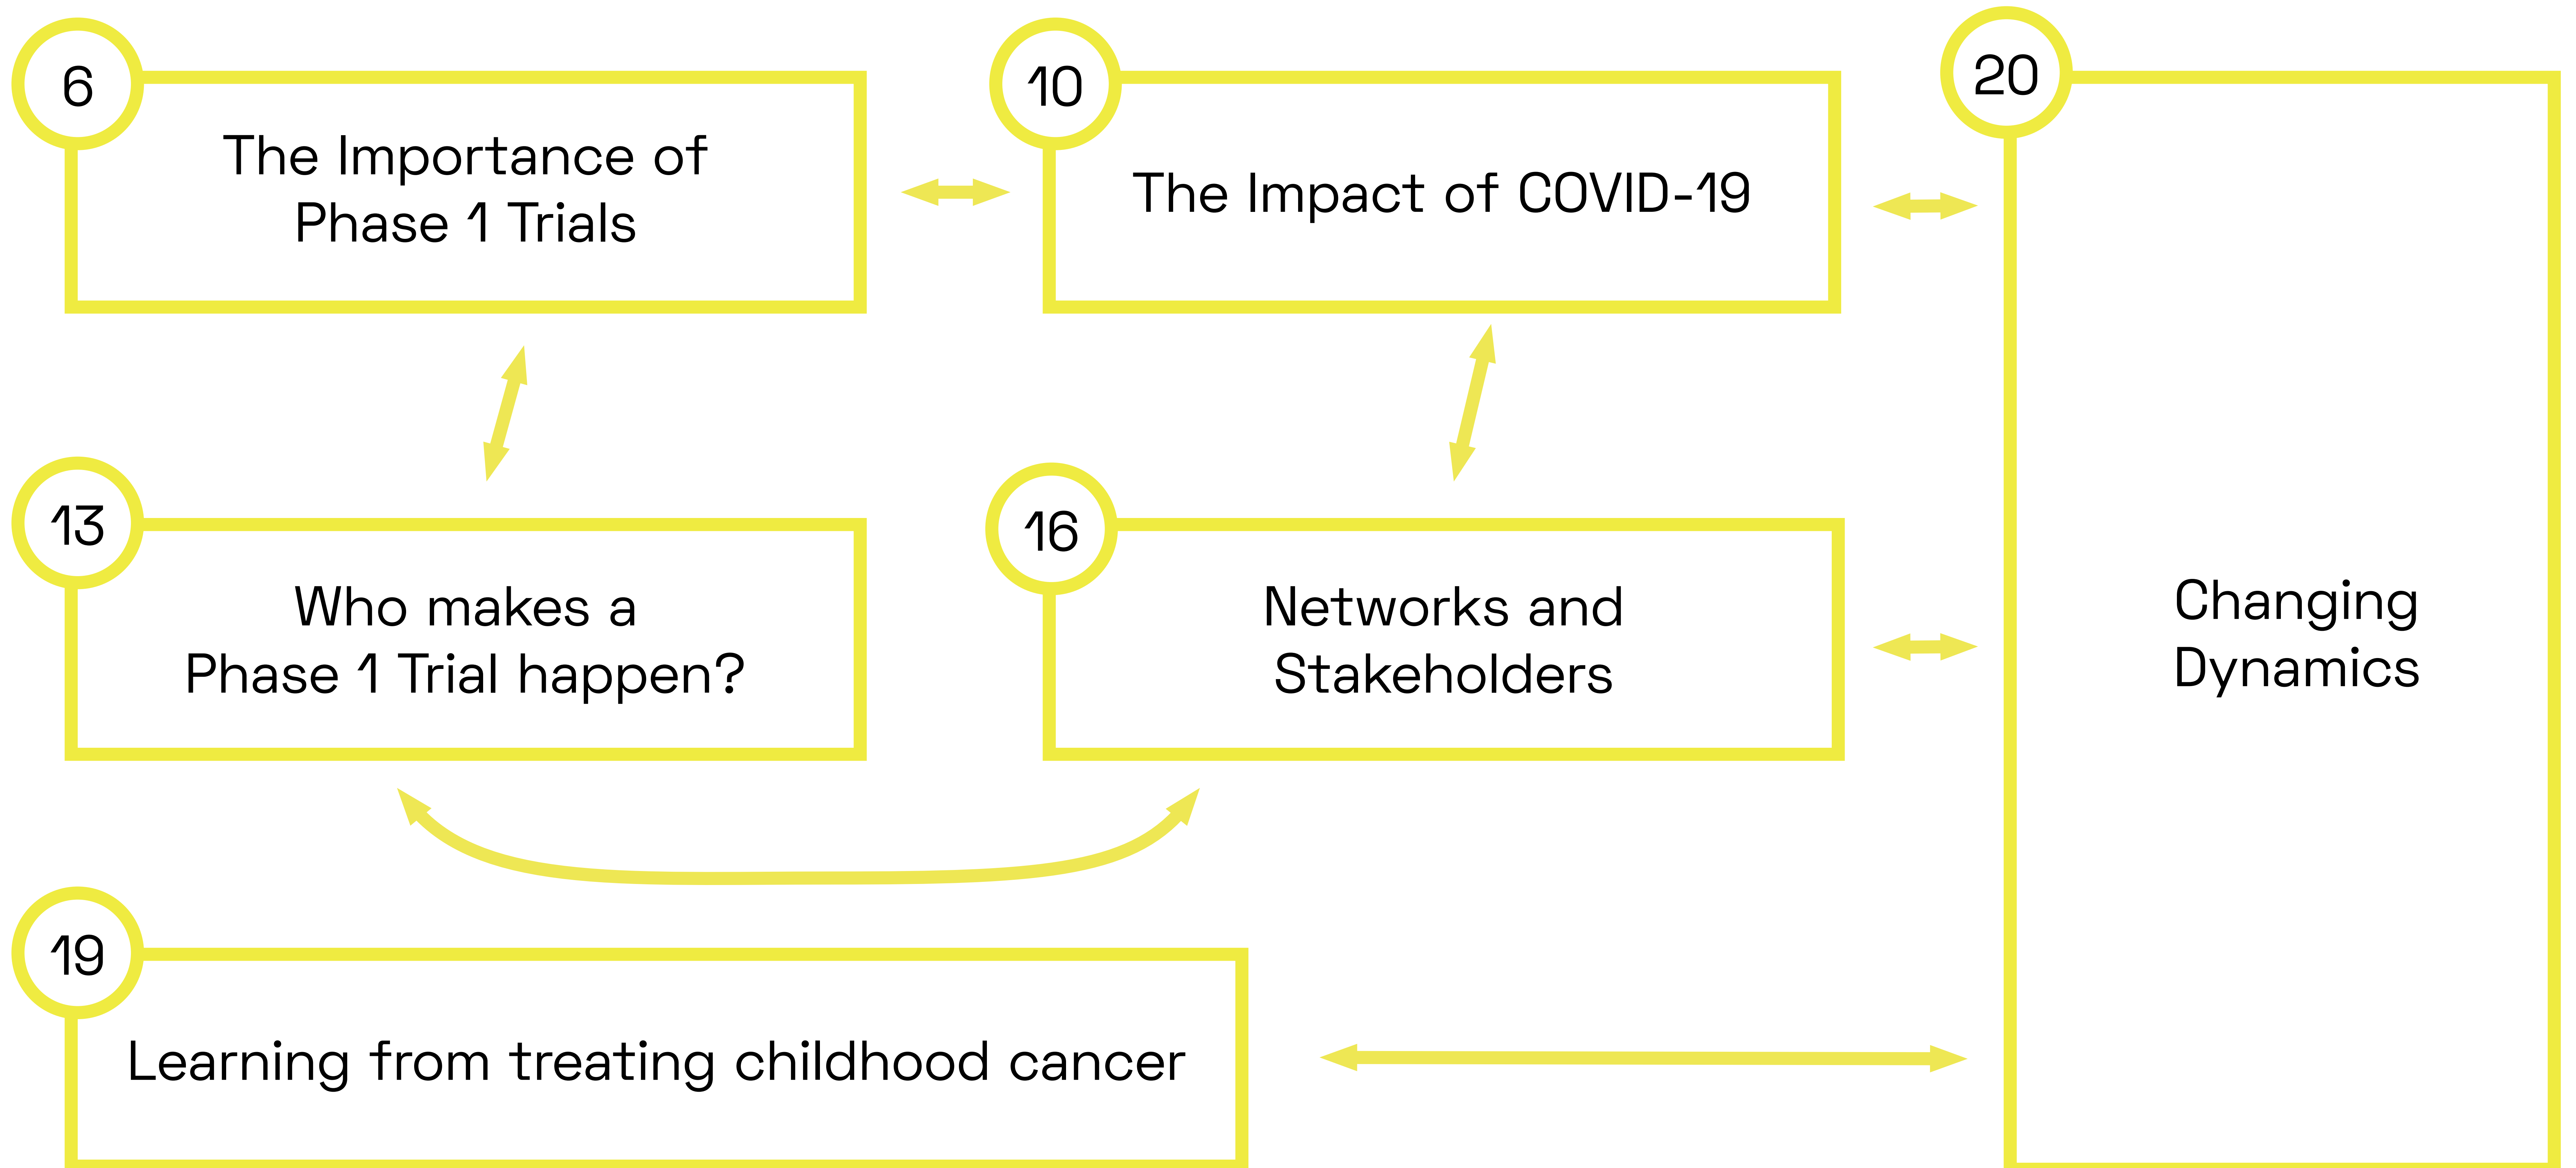 6
The Importance of
Phase 1 Trials
10
The Impact of COVID-19
20
Changing
Dynamics
13
Who makes a
Phase 1 Trial happen?
16
Networks and
Stakeholders
19
Learning from treating childhood cancer